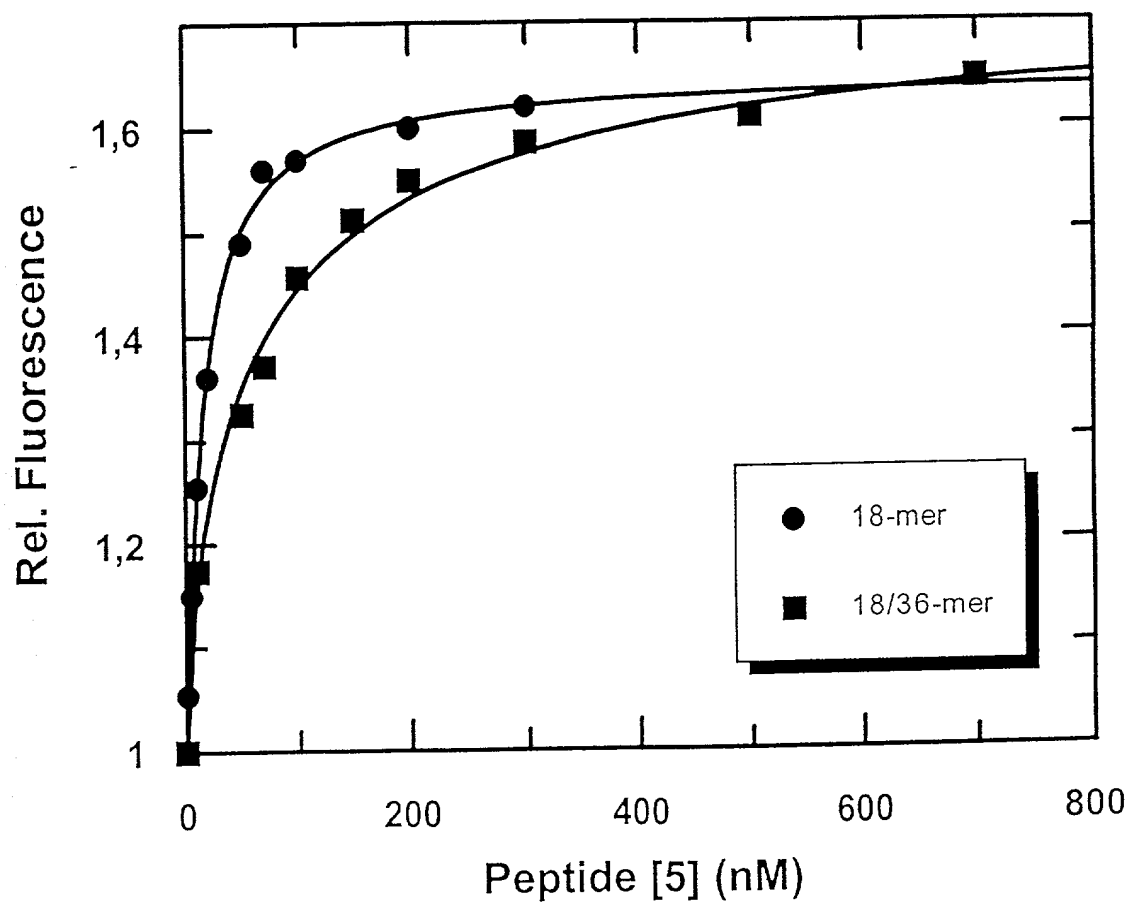 1,6
1,4
1,2
1
Rel. Fluorescence
18-mer
18/36-mer
0 200 400 600 800
Peptide [5] (nM)